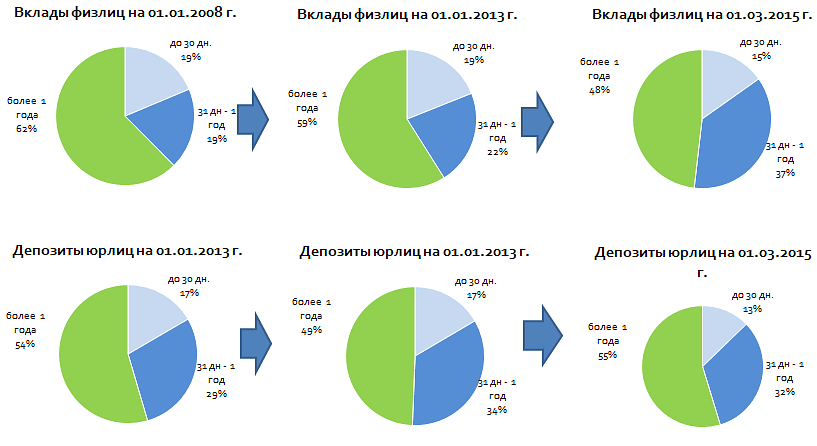 Вклады физлиц на 01.01.2008 г.
до 30 дн.
19%
31 дн - 1
год
19%
более 1
года
62%
Вклады физлиц на 01.01.2013 г.
до 30 дн.
19%
31 дн - 1
год
22%
более 1
года
59%
Вклады физлиц на 01.03.2015 г.
до 30 дн.
15%
31 дн - 1
год
37%
более 1
года
48%
Депозиты юрлиц на 01.01.2013 г.
до 30 дн.
17%
31 дн - 1
год
29%
более 1
года
54%
Депозиты юрлиц на 01.01.2013 г.
до 30 дн.
17%
31 дн - 1
год
34%
более 1
года
49%
Депозиты юрлиц на 01.03.2015
г.
до 30 дн.
13%
31 дн - 1
год
32%
более 1
года
55%